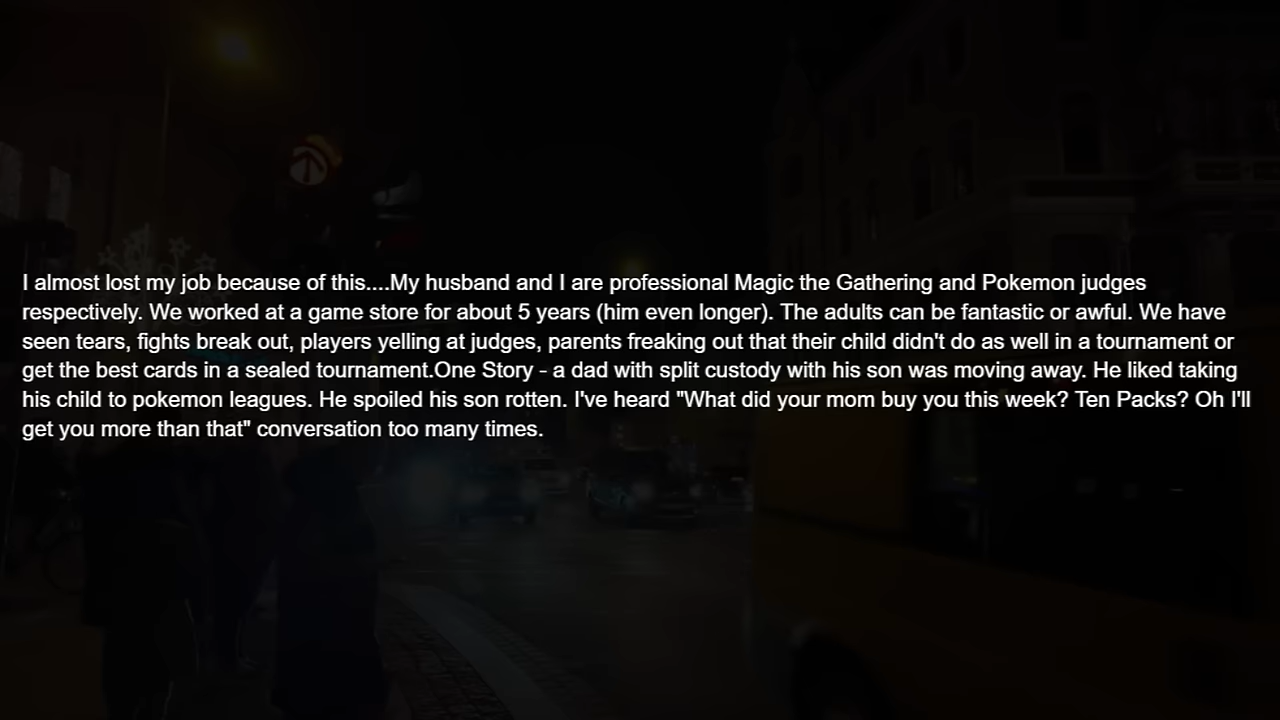 I almost lost my job because of this....My husband and I are professional Magic the Gathering and Pokemon judges
respectively. We worked at a game store for about 5 years (him even longer). The adults can be fantastic or awful. We have
seen tears, fights break out, players yelling at judges, parents freaking out that their child didn't do as well in a tournament or
get the best cards in a sealed tournament.One Story - a dad with split custody with his son was moving away. He liked taking
his child to pokemon leagues. He spoiled his son rotten. I've heard "What did your mom buy you this week? Ten Packs? Oh I'll
get you more than that" conversation too many times.